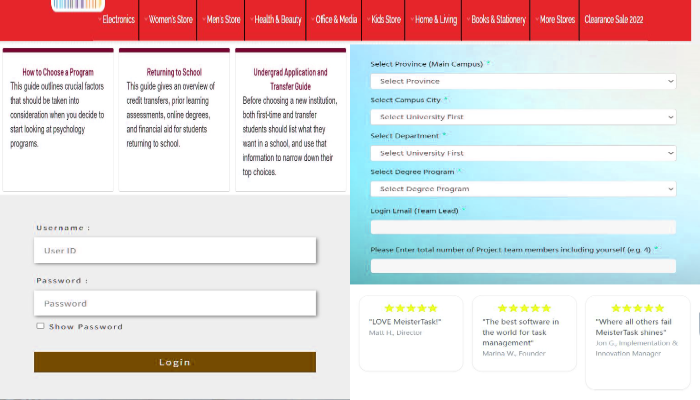 Electronics Women's Store Men's Store Health & Beauty Office & Media Kids Store Home & Living Books & Stationery More Stores Clearance Sale 2022
How to Choose a Program
This guide outlines crucial factors
that should be taken into
consideration when you decide to
start looking at psychology
programs.
Returning to School
This guide gives an overview of
credit transfers, prior learning
assessments, online degrees,
and financial aid for students
returning to school.
Undergrad Application and
Transfer Guide
Before choosing a new institution,
both first-time and transfer
students should list what they
want in a school, and use that
information to narrow down their
top choices.
Select Province (Main Campus) *
Select Province
Select Campus City *
Select University First
Select Department *
Select University First
Select Degree Program *
Select Degree Program
Login Email (Team Lead) *
Please Enter total number of Project team members including yourself (e.g. 4) *
Username :
User ID
Password :
Password
Show Password
Login
"LOVE MeisterTask!"
Matt H., Director
"The best software in
the world for task
management"
Marina W., Founder
"Where all others fail
MeisterTask shines"
Jon G., Implementation &
Innovation Manager